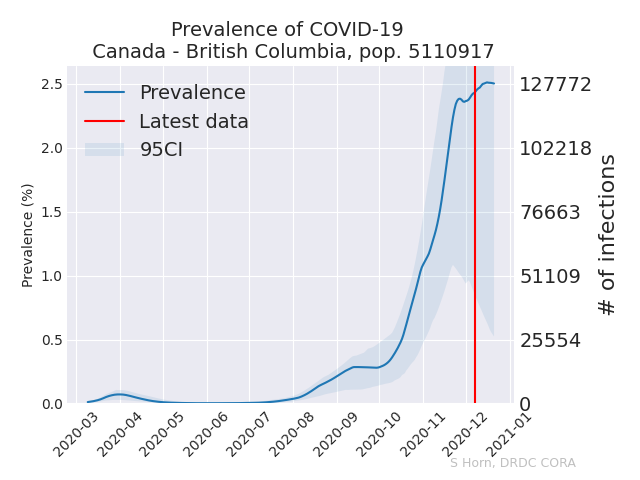 Prevalence of COVID-19
Canada - British Columbia, pop. 5110917
Prevalence
Latest data
95CI
Prevalence (%)
2.5
2.0
1.5
1.0
0.5
0.0
127772
102218
76663
51109
25554
0
# of infections
2020-03
2020-04
2020-05
2020-06
2020-07
2020-08
2020-09
2020-10
2020-11
2020-12
2021-01
S Horn, DRDC CORA